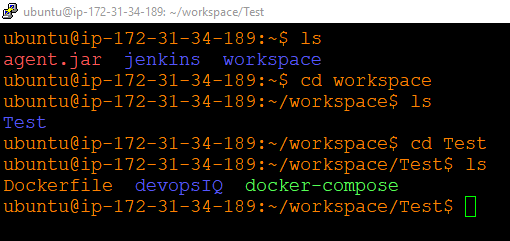 ubuntu@ip-172-31-34-189: ~/workspace/Test
ubuntu@ip-172-31-34-189:~$ ls
agent.jar  jenkins  workspace
ubuntu@ip-172-31-34-189:~$ cd workspace
ubuntu@ip-172-31-34-189:~/workspace$ ls
Test
ubuntu@ip-172-31-34-189:~/workspace$ cd Test
ubuntu@ip-172-31-34-189:~/workspace/Test$ ls
Dockerfile  devopsIQ  docker-compose
ubuntu@ip-172-31-34-189:~/workspace/Test$